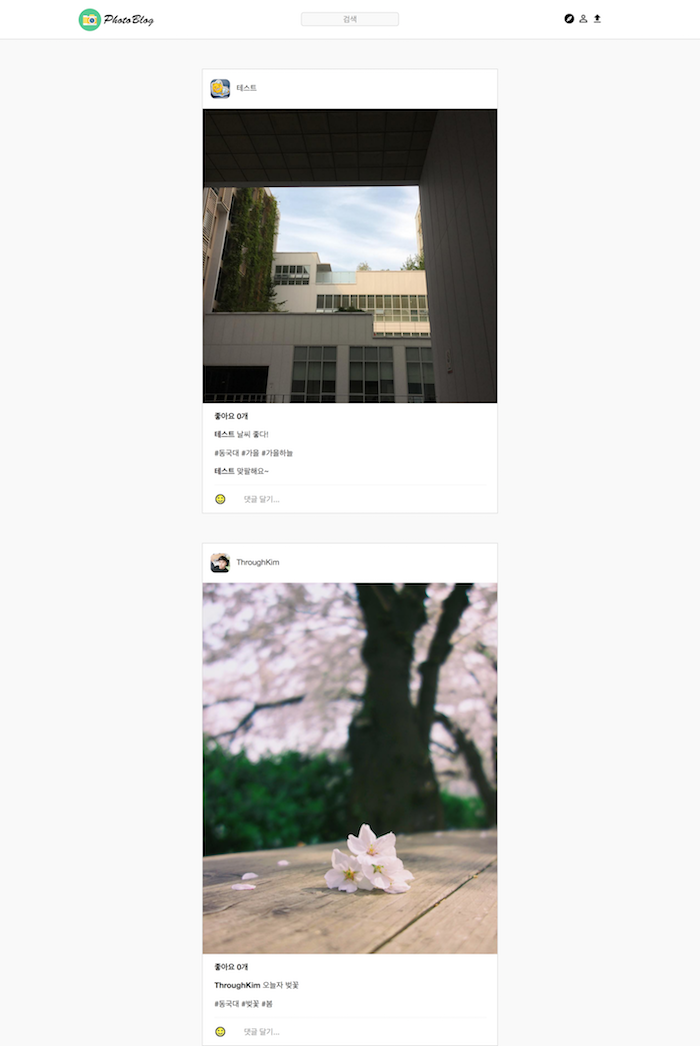 PhotoBlog
검색
테스트
좋아요 0개
테스트 날씨 좋다!
#동국대 #가을 #가을하늘
테스트 맞팔해요~
댓글 달기...
ThroughKim
좋아요 0개
ThroughKim 오늘자 벚꽃
#동국대 #벚꽃 #봄
댓글 달기...